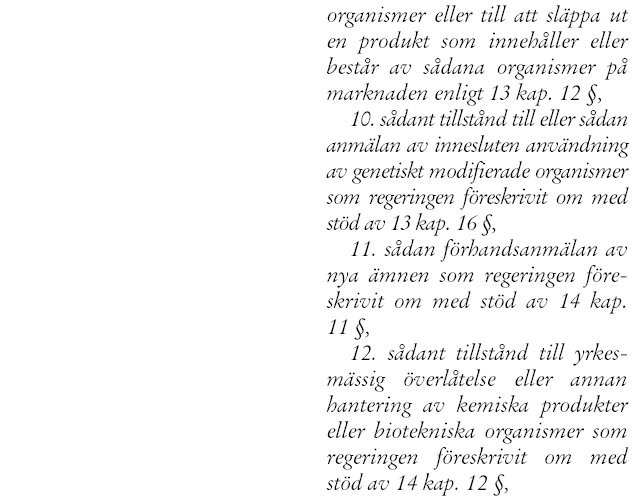 organismer eller till att släppa ut
en produkt som innehåller eller
består av sådana organismer på
marknaden enligt 13 kap. 12 §,
10. sådant tillstånd till eller sådan
anmälan av innesluten användning
av genetiskt modifierade organismer
som regeringen föreskrivit om med
stöd av 13 kap. 16 §,
11. sådan förhandsanmälan av
nya ämnen som regeringen före-
skrivit om med stöd av 14 kap.
11 §,
12. sådant tillstånd till yrkes-
mässig överlåtelse eller annan
hantering av kemiska produkter
eller biotekniska organismer som
regeringen föreskrivit om med
stöd av 14 kap. 12 §,